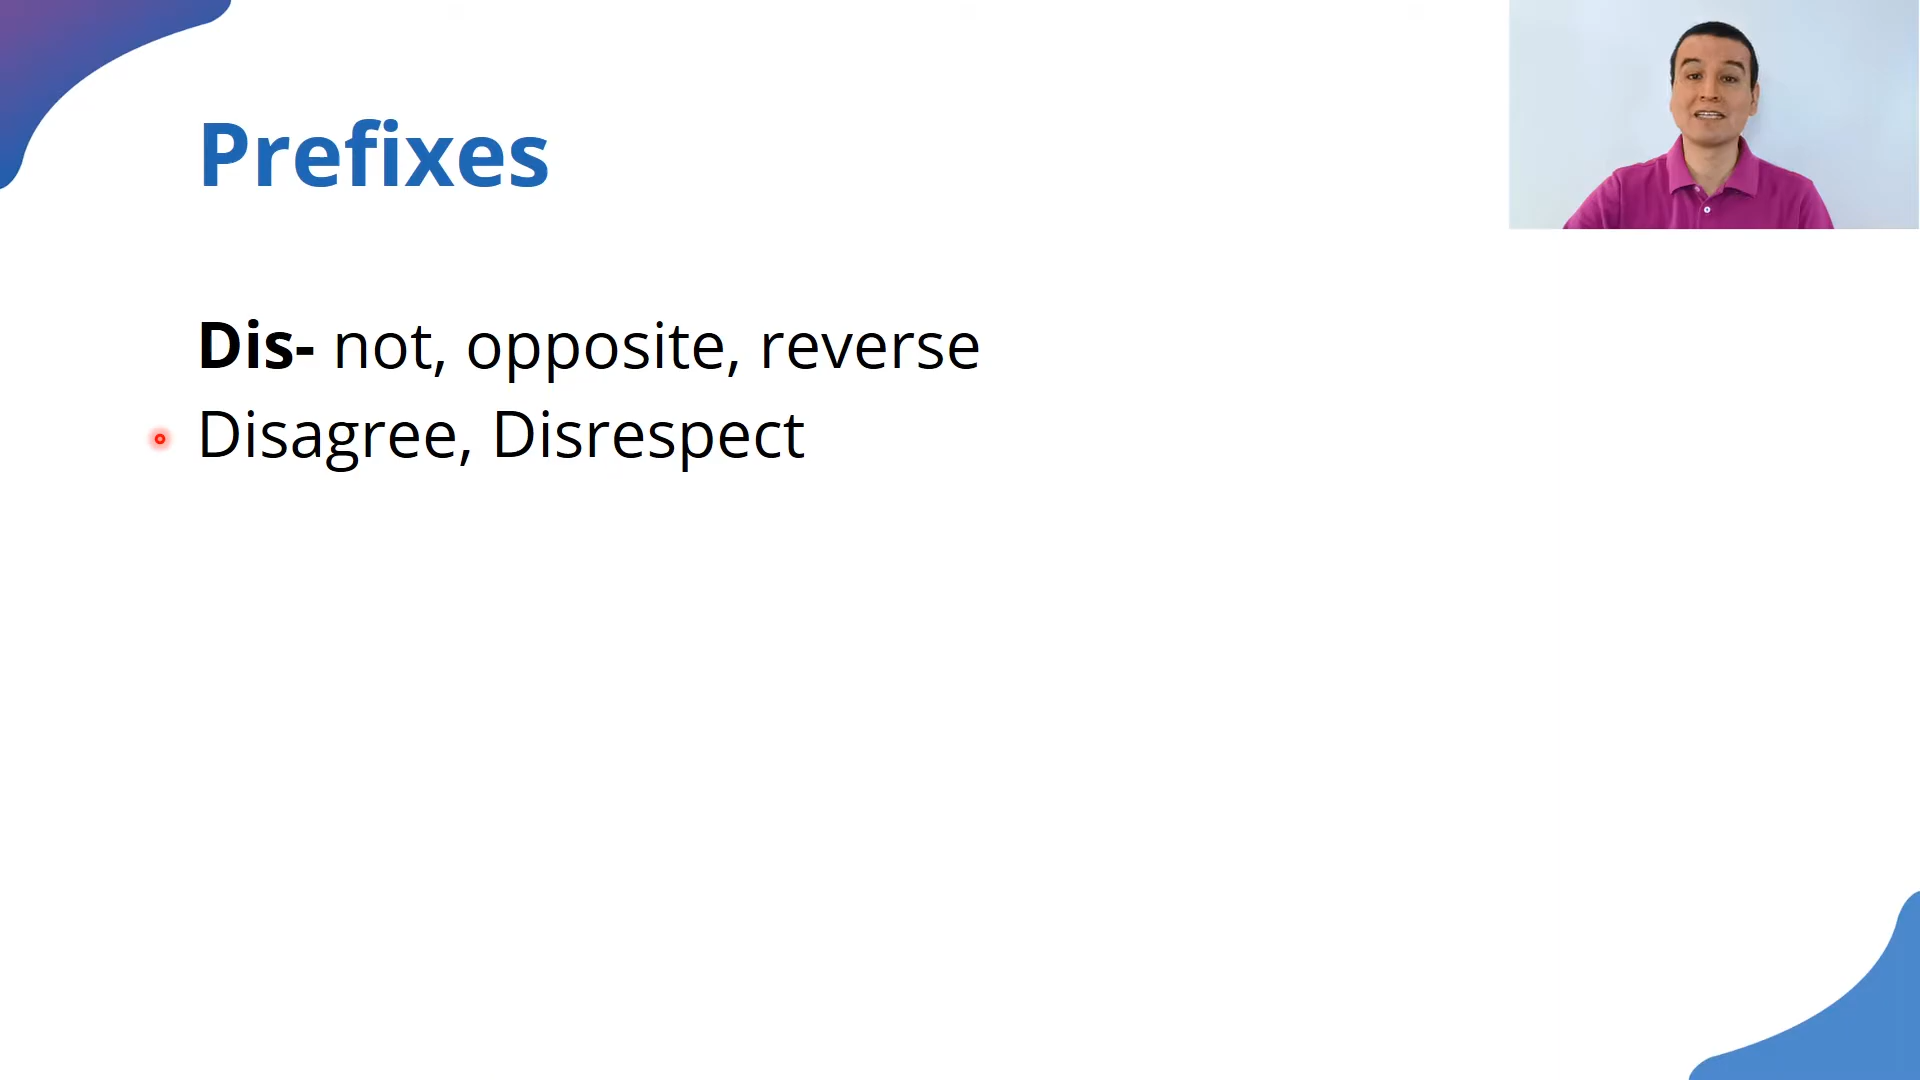 Prefixes
Dis- not, opposite, reverse
Disagree, Disrespect